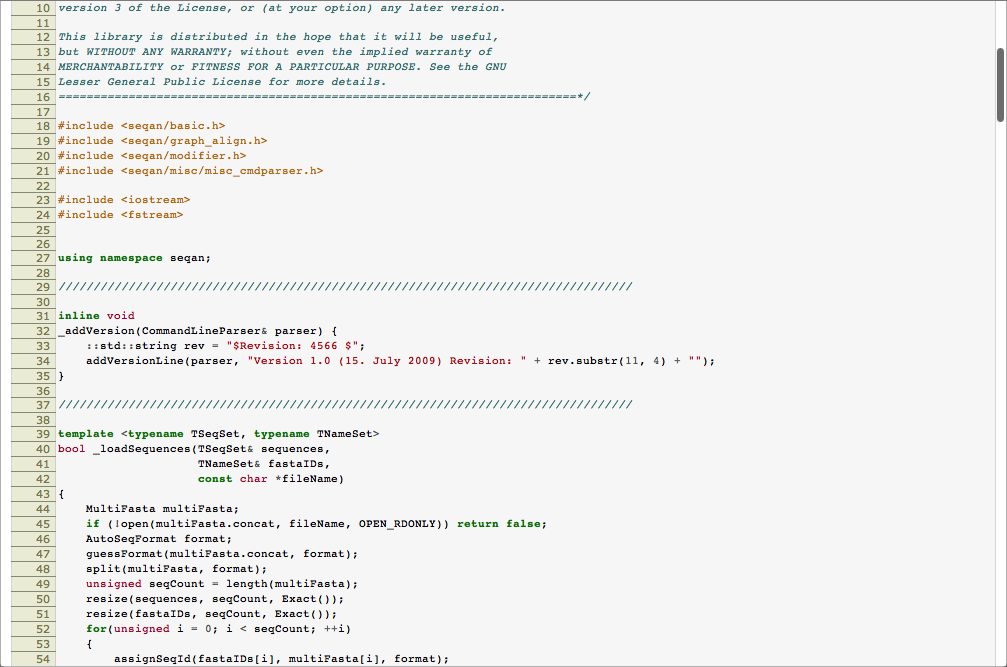 10 version 3 of the License, or (at your option) any later version.
11
12 This library is distributed in the hope that it will be useful,
13 but WITHOUT ANY WARRANTY; without even the implied warranty of
14 MERCHANTABILITY or FITNESS FOR A PARTICULAR PURPOSE. See the GNU
15 Lesser General Public License for more details.
16 ==========================================================================*/
17
18 #include <seqan/basic.h>
19 #include <seqan/graph_align.h>
20 #include <seqan/modifier.h>
21 #include <seqan/misc/misc_cmdparser.h>
22
23 #include <iostream>
24 #include <fstream>
25
26
27 using namespace seqan;
28
29 //////////////////////////////////////////////////////////////////////////////////
30
31 inline void
32 _addVersion(CommandLineParser& parser) {
33     ::std::string rev = "$Revision: 4566 $";
34     addVersionLine(parser, "Version 1.0 (15. July 2009) Revision: " + rev.substr(11, 4) + "");
35 }
36
37 //////////////////////////////////////////////////////////////////////////////////
38
39 template <typename TSeqSet, typename TNameSet>
40 bool _loadSequences(TSeqSet& sequences,
41                     TNameSet& fastaIDs,
42                     const char *fileName)
43 {
44     MultiFasta multiFasta;
45     if (!open(multiFasta.concat, fileName, OPEN_RDONLY)) return false;
46     AutoSeqFormat format;
47     guessFormat(multiFasta.concat, format);
48     split(multiFasta, format);
49     unsigned seqCount = length(multiFasta);
50     resize(sequences, seqCount, Exact());
51     resize(fastaIDs, seqCount, Exact());
52     for(unsigned i = 0; i < seqCount; ++i)
53     {
54         assignSeqId(fastaIDs[i], multiFasta[i], format);